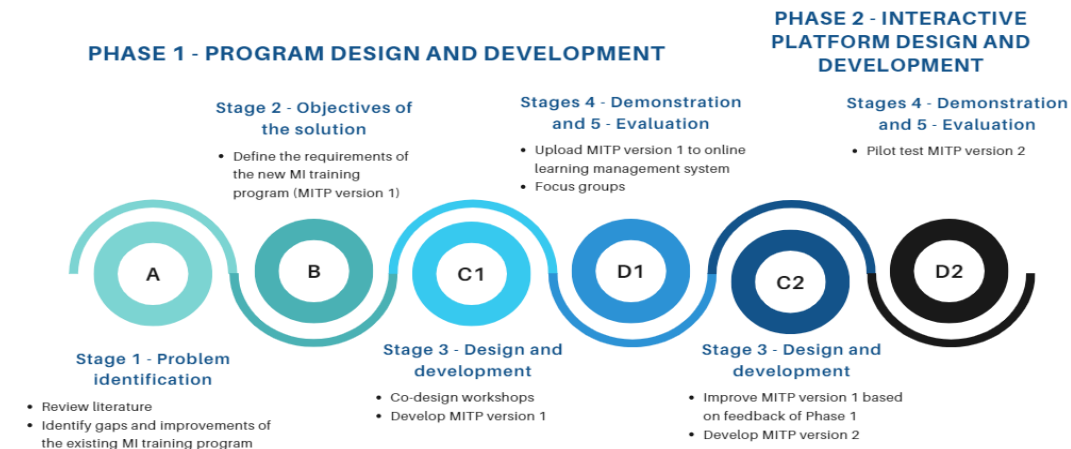 PHASE 1 - PROGRAM DESIGN AND DEVELOPMENT
PHASE 2 - INTERACTIVE
PLATFORM DESIGN AND
DEVELOPMENT
Stage 2 - Objectives of
the solution
• Define the requirements of
the new MI training
program (MITP version 1)
Stages 4 - Demonstration
and 5 - Evaluation
• Upload MITP version 1 to online
learning management system
• Focus groups
Stages 4 - Demonstration
and 5 - Evaluation
• Pilot test MITP version 2
A
B
C1
D1
C2
D2
Stage 1 - Problem
identification
• Review literature
• Identify gaps and improvements of
the existing MI training program
Stage 3 - Design and
development
• Co-design workshops
• Develop MITP version 1
Stage 3 - Design and
development
• Improve MITP version 1 based
on feedback of Phase 1
• Develop MITP version 2